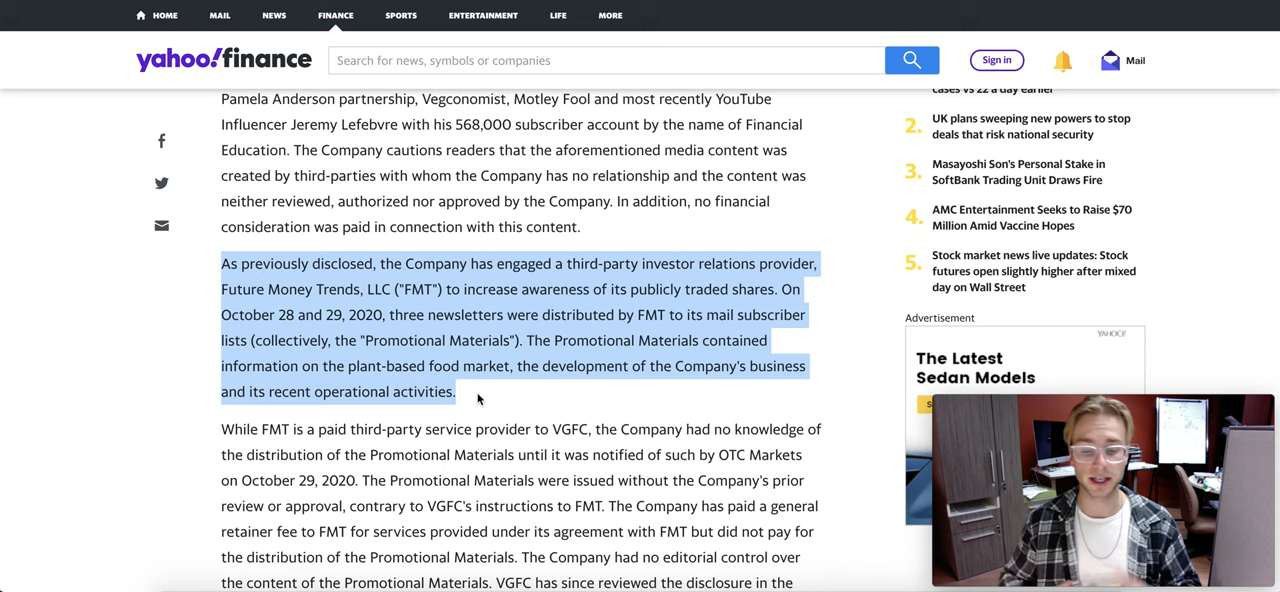 HOME MAIL NEWS FINANCE SPORTS ENTERTAINMENT LIFE MORE
yahoo!finance
Search for news, symbols or companies
Sign in
Mail
Pamela Anderson partnership, Vegconomist, Motley Fool and most recently YouTube
Influencer Jeremy Lefebvre with his 568,000 subscriber account by the name of Financial
Education. The Company cautions readers that the aforementioned media content was
created by third-parties with whom the Company has no relationship and the content was
neither reviewed, authorized nor approved by the Company. In addition, no financial
consideration was paid in connection with this content.
As previously disclosed, the Company has engaged a third-party investor relations provider,
Future Money Trends, LLC ("FMT") to increase awareness of its publicly traded shares. On
October 28 and 29, 2020, three newsletters were distributed by FMT to its mail subscriber
lists (collectively, the "Promotional Materials"). The Promotional Materials contained
information on the plant-based food market, the development of the Company's business
and its recent operational activities.
While FMT is a paid third-party service provider to VGFC, the Company had no knowledge of
the distribution of the Promotional Materials until it was notified of such by OTC Markets
on October 29, 2020. The Promotional Materials were issued without the Company's prior
review or approval, contrary to VGFC's instructions to FMT. The Company has paid a general
retainer fee to FMT for services provided under its agreement with FMT but did not pay for
the distribution of the Promotional Materials. The Company had no editorial control over
the content of the Promotional Materials. VGFC has since reviewed the disclosure in the
cases vs 22 a day earlier
2. UK plans sweeping new powers to stop
deals that risk national security
3. Masayoshi Son's Personal Stake in
SoftBank Trading Unit Draws Fire
4. AMC Entertainment Seeks to Raise $70
Million Amid Vaccine Hopes
5. Stock market news live updates: Stock
futures open slightly higher after mixed
day on Wall Street
Advertisement
YAHOO!
The Latest
Sedan Models
S